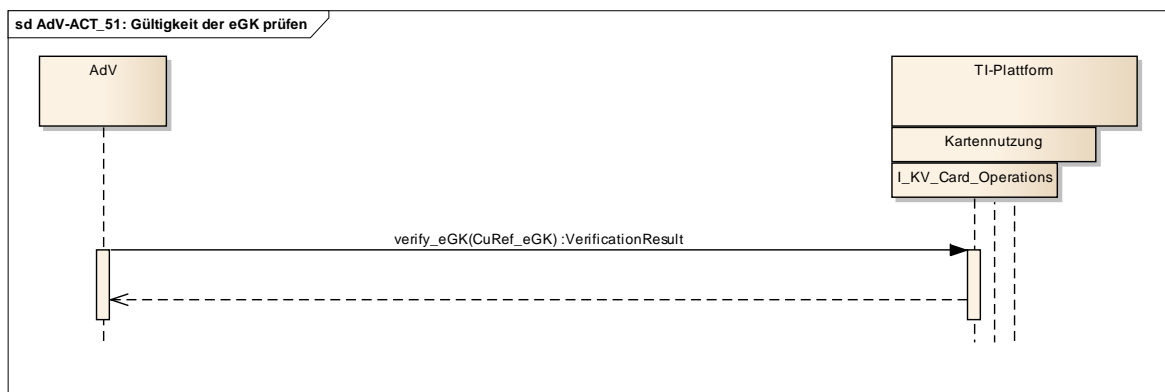 sd AdV-ACT_51: Gültigkeit der eGK prüfen
AdV
TI-Plattform
Kartennutzung
I_KV_Card_Operations
verify_eGK(CuRef_eGK) :VerificationResult